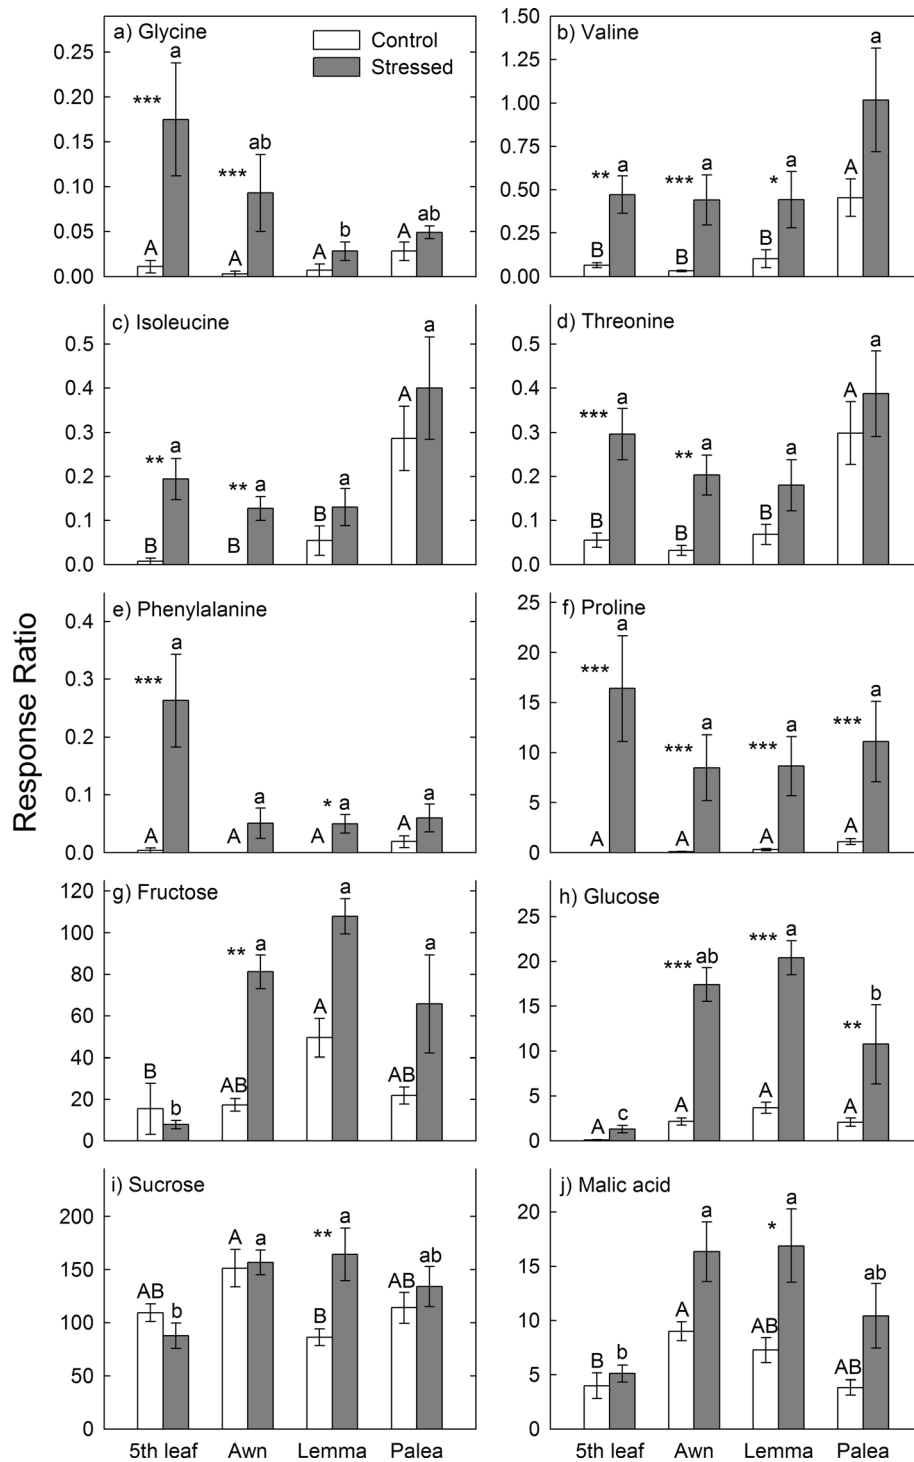 a) Glycine
Control
Stressed
0.25
0.20
0.15
0.10
0.05
0.00
*** a
*** ab
b
ab
A
A
A
A
b) Valine
1.50
1.25
1.00
0.75
0.50
0.25
0.00
** a
*** a
* a
a
B
B
B
A
c) Isoleucine
0.5
0.4
0.3
0.2
0.1
0.0
** a
** a
a
a
B
B
B
A
d) Threonine
0.5
0.4
0.3
0.2
0.1
0.0
*** a
** a
a
a
B
B
B
A
Response Ratio
e) Phenylalanine
0.4
0.3
0.2
0.1
0.0
*** a
a
* a
a
A
A
A
A
f) Proline
25
20
15
10
5
0
*** a
*** a
*** a
*** a
A
A
A
A
g) Fructose
120
100
80
60
40
20
0
B
b
AB
** a
A
a
AB
a
h) Glucose
25
20
15
10
5
0
A
c
A
*** ab
A
*** a
A
** b
i) Sucrose
200
150
100
50
0
AB
b
A
a
B
** a
AB
ab
5th leaf Awn Lemma Palea
j) Malic acid
20
15
10
5
0
B
b
A
a
AB
* a
AB
ab
5th leaf Awn Lemma Palea